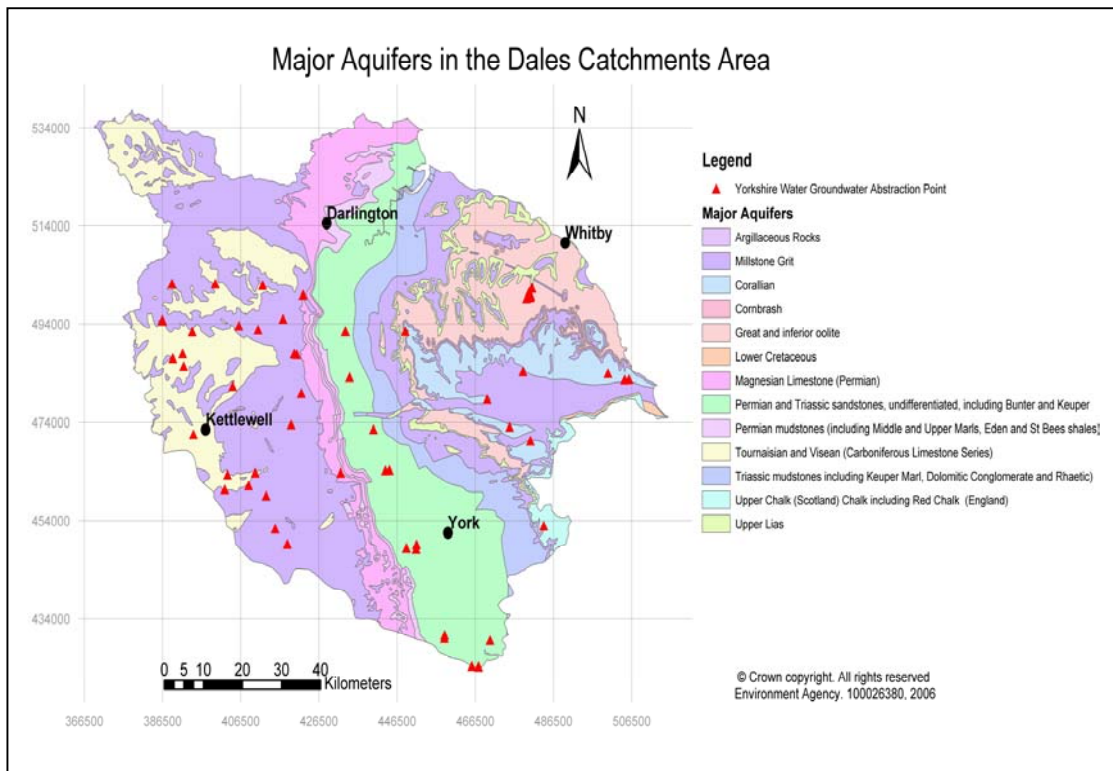 Major Aquifers in the Dales Catchments Area
N
534000
514000
494000
474000
454000
434000
Darlington
Whitby
Kettlewell
York
0 5 10 20 30 40
Kilometers
366500 386500 406500 426500 446500 466500 486500 506500
Legend
Yorkshire Water Groundwater Abstraction Point
Major Aquifers
Argillaceous Rocks
Millstone Grit
Corallian
Cornbrash
Great and inferior oolite
Lower Cretaceous
Magnesian Limestone (Permian)
Permian and Triassic sandstones, undifferentiated, including Bunter and Keuper
Permian mudstones (including Middle and Upper Marls, Eden and St Bees shales)
Tournaisian and Visean (Carboniferous Limestone Series)
Triassic mudstones including Keuper Marl, Dolomitic Conglomerate and Rhaetic)
Upper Chalk (Scotland) Chalk including Red Chalk (England)
Upper Lias
© Crown copyright. All rights reserved
Environment Agency. 100026380, 2006